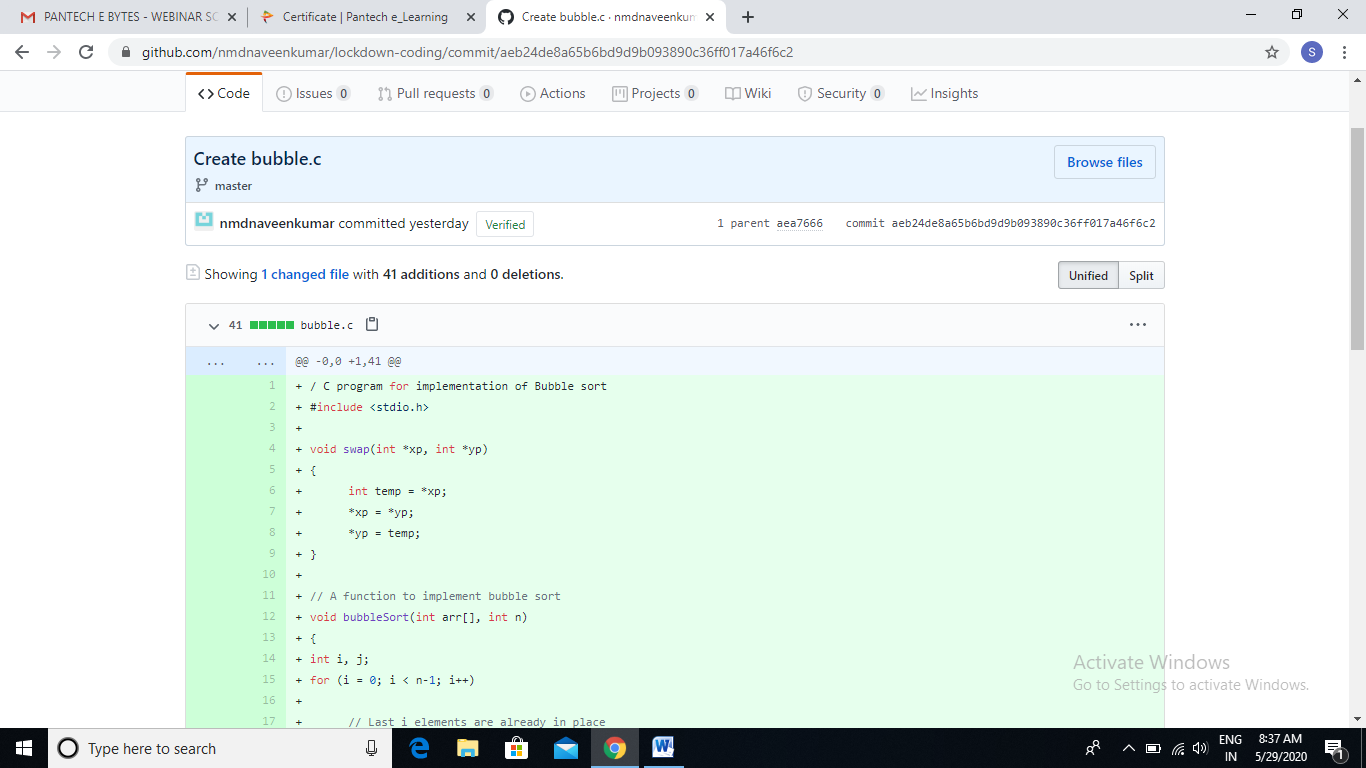 PANTECH E BYTES - WEBINAR SC
Certificate | Pantech e_Learning
Create bubble.c · nmdnaveenkum
github.com/nmdnaveenkumar/lockdown-coding/commit/aeb24de8a65b6bd9d9b093890c36ff017a46f6c2
S
Code
Issues 0
Pull requests 0
Actions
Projects 0
Wiki
Security 0
Insights
Create bubble.c
Browse files
master
nmdnaveenkumar committed yesterday Verified
1 parent aea7666 commit aeb24de8a65b6bd9d9b093890c36ff017a46f6c2
Showing 1 changed file with 41 additions and 0 deletions.
Unified Split
41 bubble.c
... ... @@ -0,0 +1,41 @@
1 + / C program for implementation of Bubble sort
2 + #include <stdio.h>
3 +
4 + void swap(int *xp, int *yp)
5 + {
6 + int temp = *xp;
7 + *xp = *yp;
8 + *yp = temp;
9 + }
10 +
11 + // A function to implement bubble sort
12 + void bubbleSort(int arr[], int n)
13 + {
14 + int i, j;
15 + for (i = 0; i < n-1; i++)
16 +
17 + // Last i elements are already in place
Activate Windows
Go to Settings to activate Windows.
Type here to search
ENG
IN
8:37 AM
5/29/2020
1